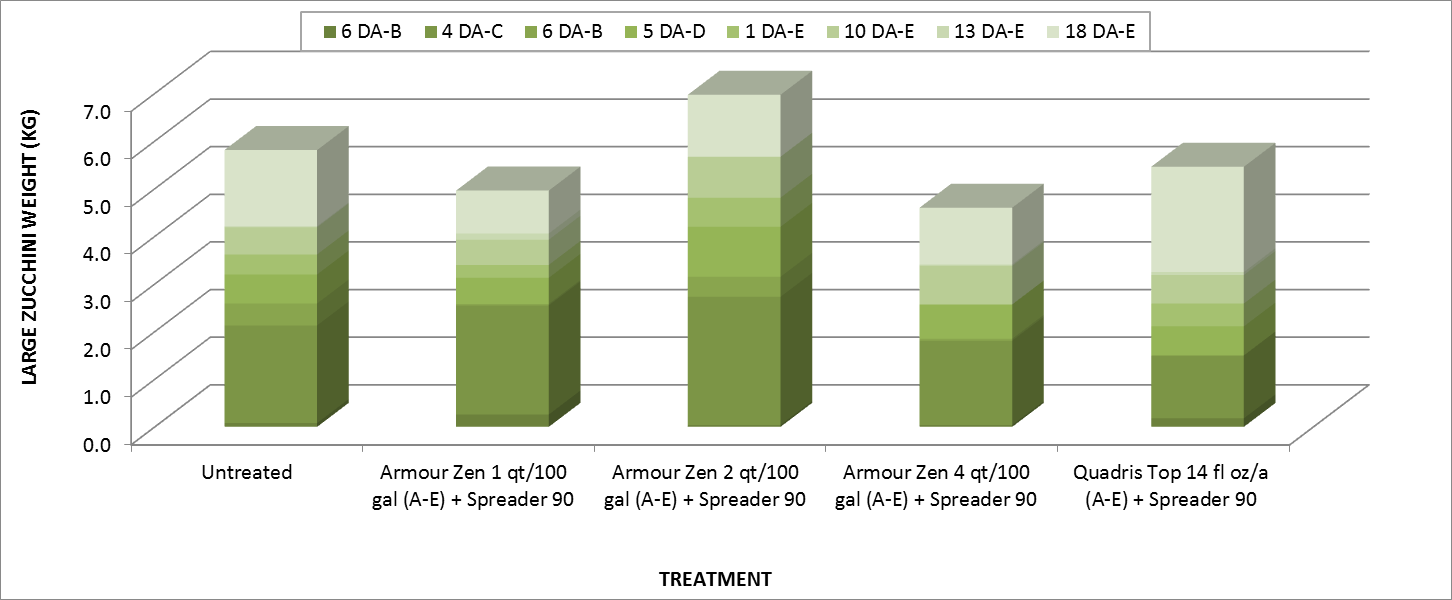 6 DA-B 4 DA-C 6 DA-B 5 DA-D 1 DA-E 10 DA-E 13 DA-E 18 DA-E
LARGE ZUCCHINI WEIGHT (KG)
7.0
6.0
5.0
4.0
3.0
2.0
1.0
0.0
Untreated
Armour Zen 1 qt/100
gal (A-E) + Spreader 90
Armour Zen 2 qt/100
gal (A-E) + Spreader 90
Armour Zen 4 qt/100
gal (A-E) + Spreader 90
Quadris Top 14 fl oz/a
(A-E) + Spreader 90
TREATMENT